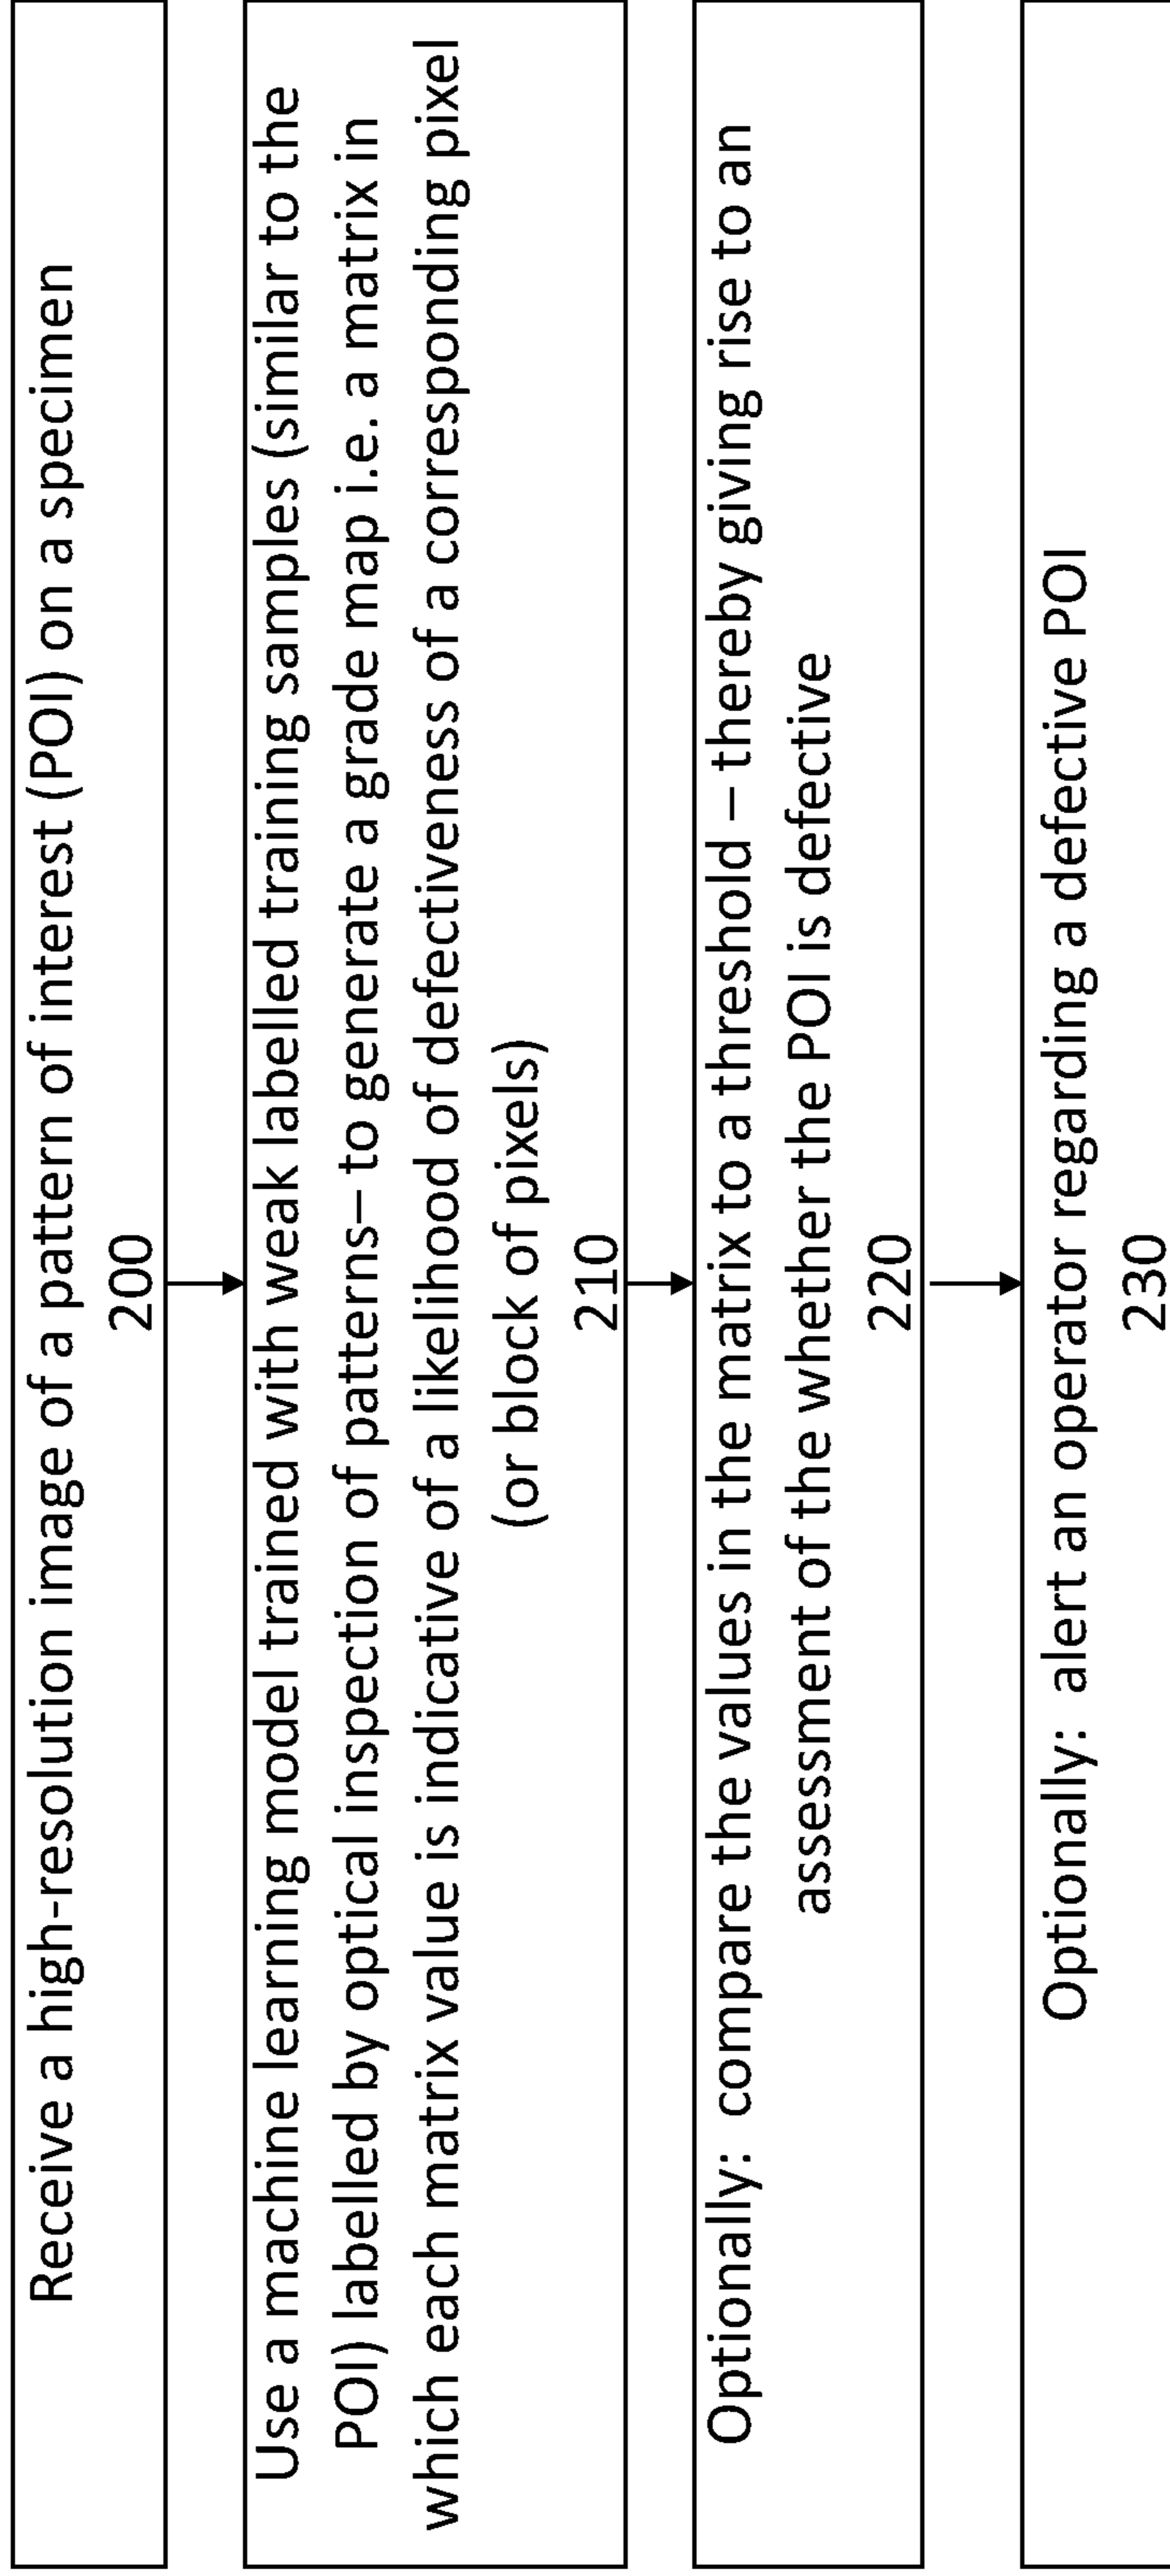 Receive a high-resolution image of a pattern of interest (POI) on a specimen
200
Use a machine learning model trained with weak labelled training samples (similar to the
POI) labelled by optical inspection of patterns– to generate a grade map i.e. a matrix in
which each matrix value is indicative of a likelihood of defectiveness of a corresponding pixel
(or block of pixels)
210
Optionally: compare the values in the matrix to a threshold – thereby giving rise to an
assessment of the whether the POI is defective
220
Optionally: alert an operator regarding a defective POI
230